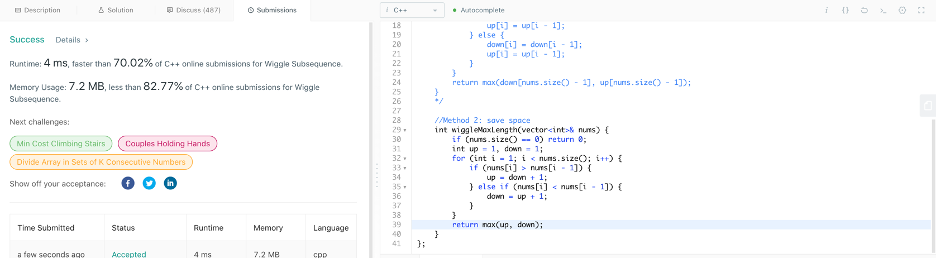 Description
Solution
Discuss (487)
Submissions
Success Details >
Runtime: 4 ms, faster than 70.02% of C++ online submissions for Wiggle Subsequence.
Memory Usage: 7.2 MB, less than 82.77% of C++ online submissions for Wiggle
Subsequence.
Next challenges:
Min Cost Climbing Stairs
Couples Holding Hands
Divide Array in Sets of K Consecutive Numbers
Show off your acceptance:
Time Submitted Status Runtime Memory Language
a few seconds ago Accepted 4 ms 7.2 MB cpp
i C++
Autocomplete
18 up[i] = up[i - 1];
19 } else {
20 down[i] = down[i - 1];
21 up[i] = up[i - 1];
22 }
23 }
24 return max(down[nums.size() - 1], up[nums.size() - 1]);
25 }
26 */
27
28 //Method 2: save space
29 int wiggleMaxLength(vector<int>& nums) {
30 if (nums.size() == 0) return 0;
31 int up = 1, down = 1;
32 for (int i = 1; i < nums.size(); i++) {
33 if (nums[i] > nums[i - 1]) {
34 up = down + 1;
35 } else if (nums[i] < nums[i - 1]) {
36 down = up + 1;
37 }
38 }
39 return max(up, down);
40 }
41 };